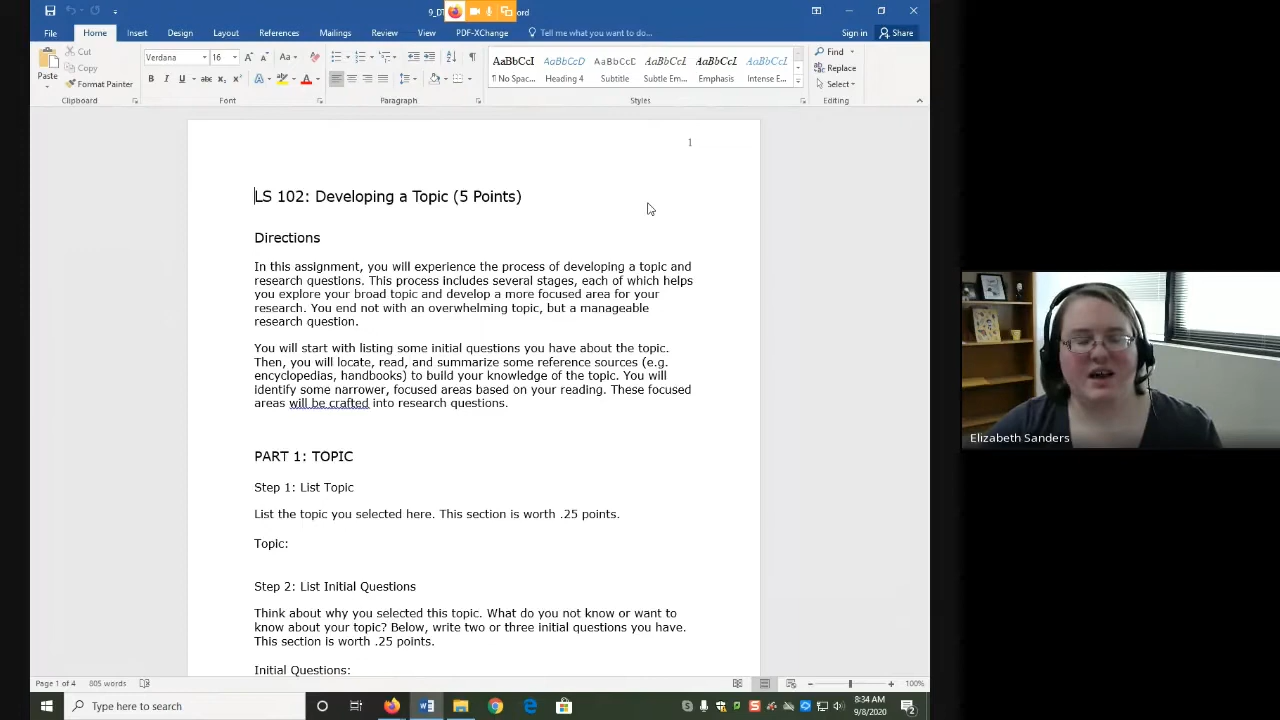 9_DT
ord
File
Home
Insert
Design
Layout
References
Mailings
Review
View
PDF-XChange
Tell me what you want to do...
Sign in
Share
Paste
Cut
Copy
Format Painter
Clipboard
Verdana
16
Font
Paragraph
AaBbCcI
AaBbCcD
AaBbCcD
AaBbCcI
AaBbCcI
AaBbCcI
¶ No Spac...
Heading 4
Subtitle
Subtle Em...
Emphasis
Intense E...
Styles
Find
Replace
Select
Editing
1
LS 102: Developing a Topic (5 Points)
Directions
In this assignment, you will experience the process of developing a topic and
research questions. This process includes several stages, each of which helps
you explore your broad topic and develop a more focused area for your
research. You end not with an overwhelming topic, but a manageable
research question.
You will start with listing some initial questions you have about the topic.
Then, you will locate, read, and summarize some reference sources (e.g.
encyclopedias, handbooks) to build your knowledge of the topic. You will
identify some narrower, focused areas based on your reading. These focused
areas will be crafted into research questions.
PART 1: TOPIC
Step 1: List Topic
List the topic you selected here. This section is worth .25 points.
Topic:
Step 2: List Initial Questions
Think about why you selected this topic. What do you not know or want to
know about your topic? Below, write two or three initial questions you have.
This section is worth .25 points.
Initial Questions:
Page 1 of 4
805 words
100%
Type here to search
8:34 AM
9/8/2020
2
Elizabeth Sanders